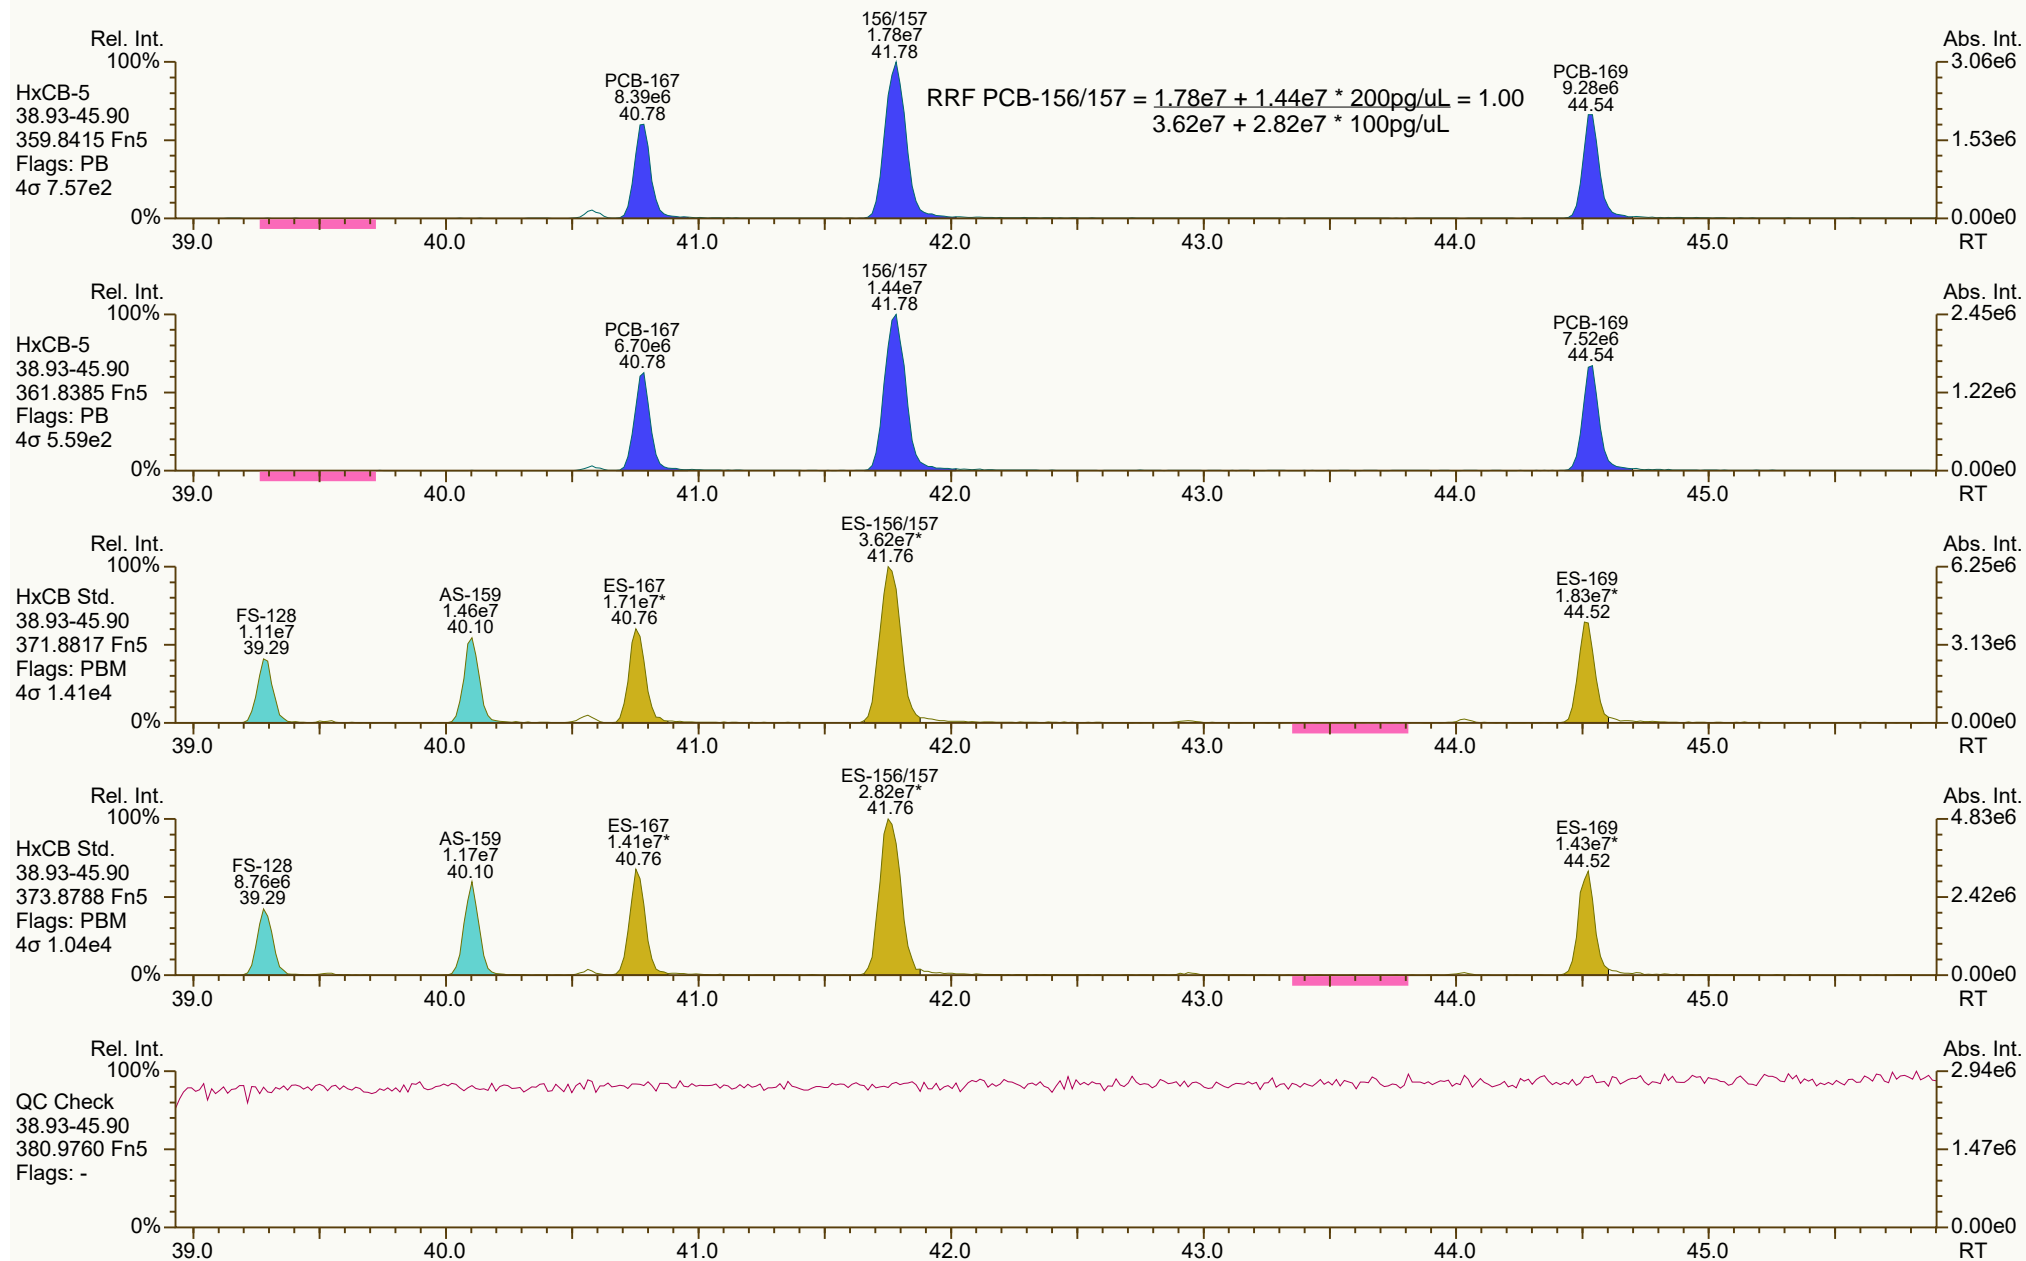 156/157
1.78e7
41.78
Rel. Int.
Abs. Int.
100%
3.06e6
PCB-167
8.39e6
40.78
PCB-169
9.28e6
44.54
HxCB-5
38.93-45.90
359.8415 Fn5
Flags: PB
4σ 7.57e2
RRF PCB-156/157 = 1.78e7 + 1.44e7 * 200pg/uL = 1.00
3.62e7 + 2.82e7 * 100pg/uL
1.53e6
0%
0.00e0
39.0 40.0 41.0 42.0 43.0 44.0 45.0 RT
156/157
1.44e7
41.78
Rel. Int.
Abs. Int.
100%
2.45e6
PCB-167
6.70e6
40.78
PCB-169
7.52e6
44.54
HxCB-5
38.93-45.90
361.8385 Fn5
Flags: PB
4σ 5.59e2
1.22e6
0%
0.00e0
39.0 40.0 41.0 42.0 43.0 44.0 45.0 RT
ES-156/157
3.62e7*
41.76
Rel. Int.
Abs. Int.
100%
6.25e6
FS-128
1.11e7
39.29
AS-159
1.46e7
40.10
ES-167
1.71e7*
40.76
ES-169
1.83e7*
44.52
HxCB Std.
38.93-45.90
371.8817 Fn5
Flags: PBM
4σ 1.41e4
3.13e6
0%
0.00e0
39.0 40.0 41.0 42.0 43.0 44.0 45.0 RT
ES-156/157
2.82e7*
41.76
Rel. Int.
Abs. Int.
100%
4.83e6
FS-128
8.76e6
39.29
AS-159
1.17e7
40.10
ES-167
1.41e7*
40.76
ES-169
1.43e7*
44.52
HxCB Std.
38.93-45.90
373.8788 Fn5
Flags: PBM
4σ 1.04e4
2.42e6
0%
0.00e0
39.0 40.0 41.0 42.0 43.0 44.0 45.0 RT
Rel. Int.
Abs. Int.
100%
2.94e6
QC Check
38.93-45.90
380.9760 Fn5
Flags: -
1.47e6
0%
0.00e0
39.0 40.0 41.0 42.0 43.0 44.0 45.0 RT